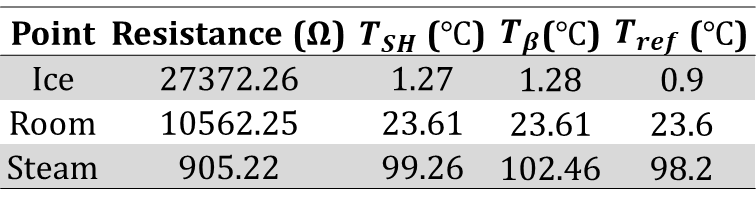 Point Resistance (Ω) T_SH (°C) T_β(°C) T_ref (°C)
Ice 27372.26 1.27 1.28 0.9
Room 10562.25 23.61 23.61 23.6
Steam 905.22 99.26 102.46 98.2